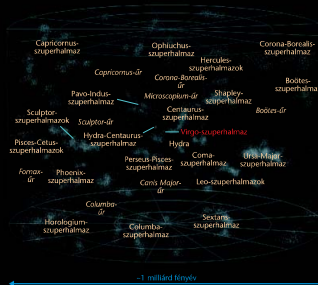 Capricornus-
szuperhalmaz
Ophiuchus-
szuperhalmaz
Corona-Borealis-
szuperhalmaz
Hercules-
szuperhalmazok
Capricornus-űr
Corona-Borealis-
űr
Bootes-
szuperhalma
Pavo-Indus-
szuperhalmaz
Microscopium-űr
Shapley-
szuperhalmaz
Sculptor-
szuperhalmazok
Sculptor-űr
Centaurus-
szuperhalmaz
Boötes-űr
Virgo-szuperhalmaz
Hydra-Centaurus-
szuperhalmaz
Hydra
Pisces-Cetus-
szuperhalmazok
Perseus-Pisces-
szuperhalmaz
Coma-
szuperhalmaz
Ursa-Major-
szuperhalmaz
Fornax-
űr
Phoenix-
szuperhalmaz
Canis Major-
űr
Leo-szuperhalmazok
Columba-
űr
Horologium-
szuperhalmaz
Columba-
szuperhalmaz
Sextans-
szuperhalmaz
~1 milliárd fényév